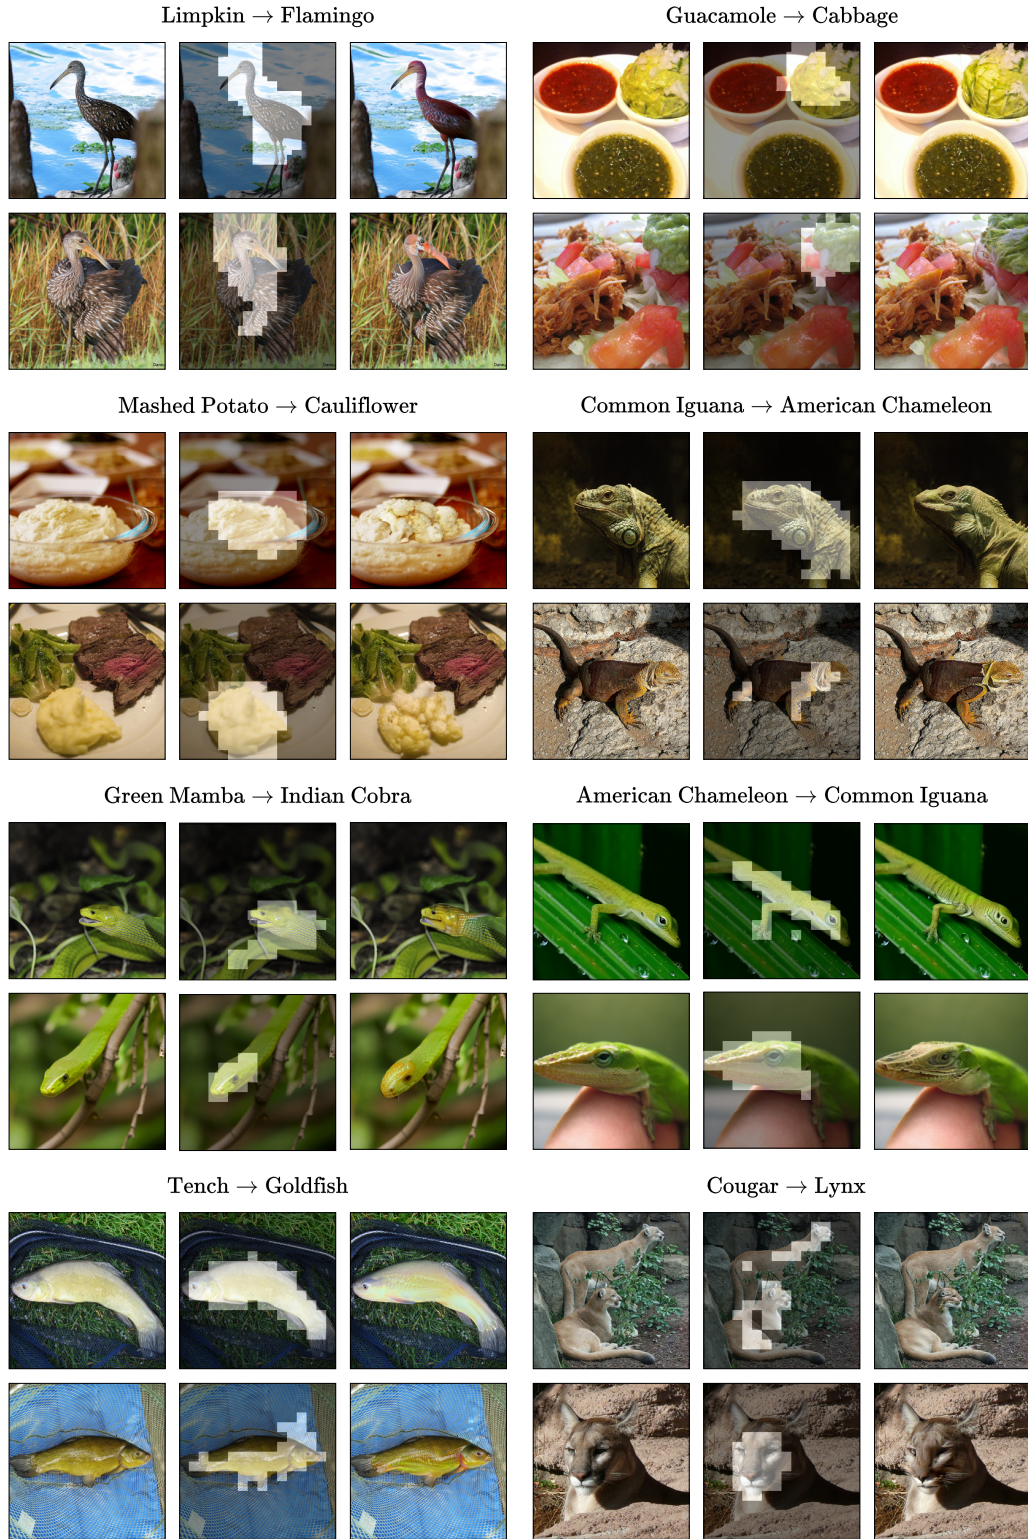 Limpkin → Flamingo
Guacamole → Cabbage
Mashed Potato → Cauliflower
Common Iguana → American Chameleon
Green Mamba → Indian Cobra
American Chameleon → Common Iguana
Tench → Goldfish
Cougar → Lynx